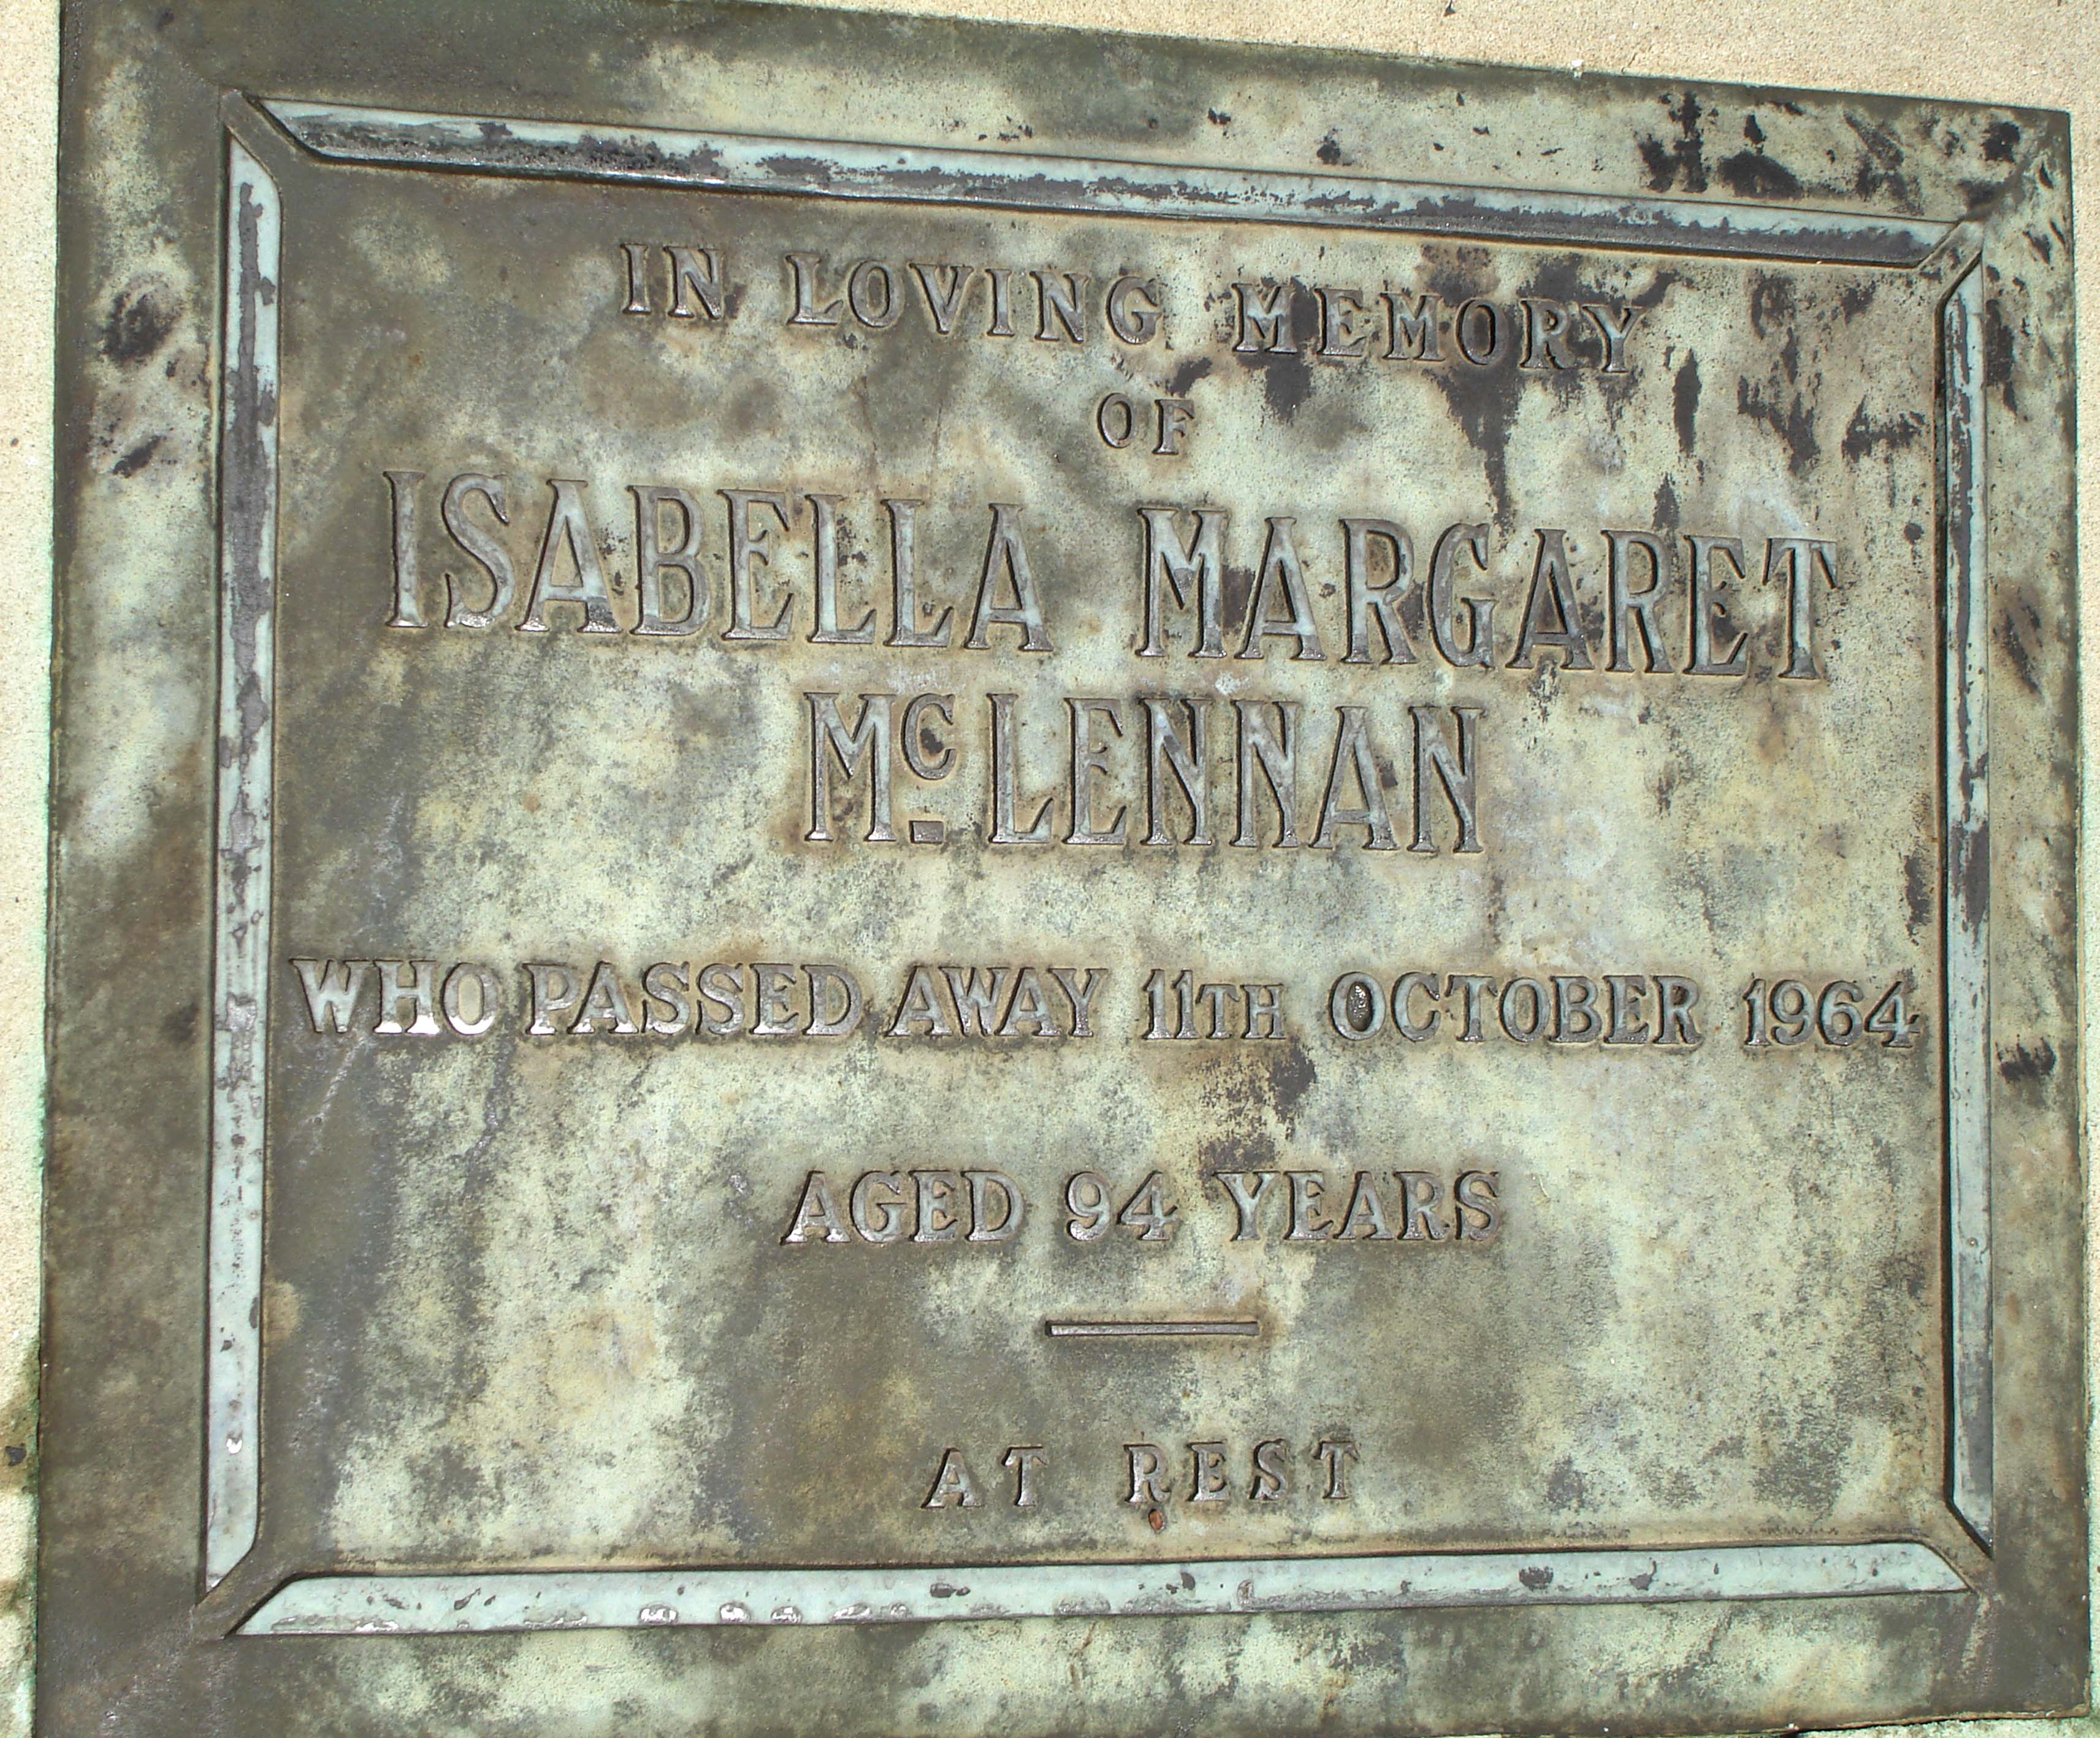 IN LOVING MEMORY
OF
ISABELLA MARGARET
McLENNAN
WHO PASSED AWAY 11TH OCTOBER 1964
AGED 94 YEARS
AT REST